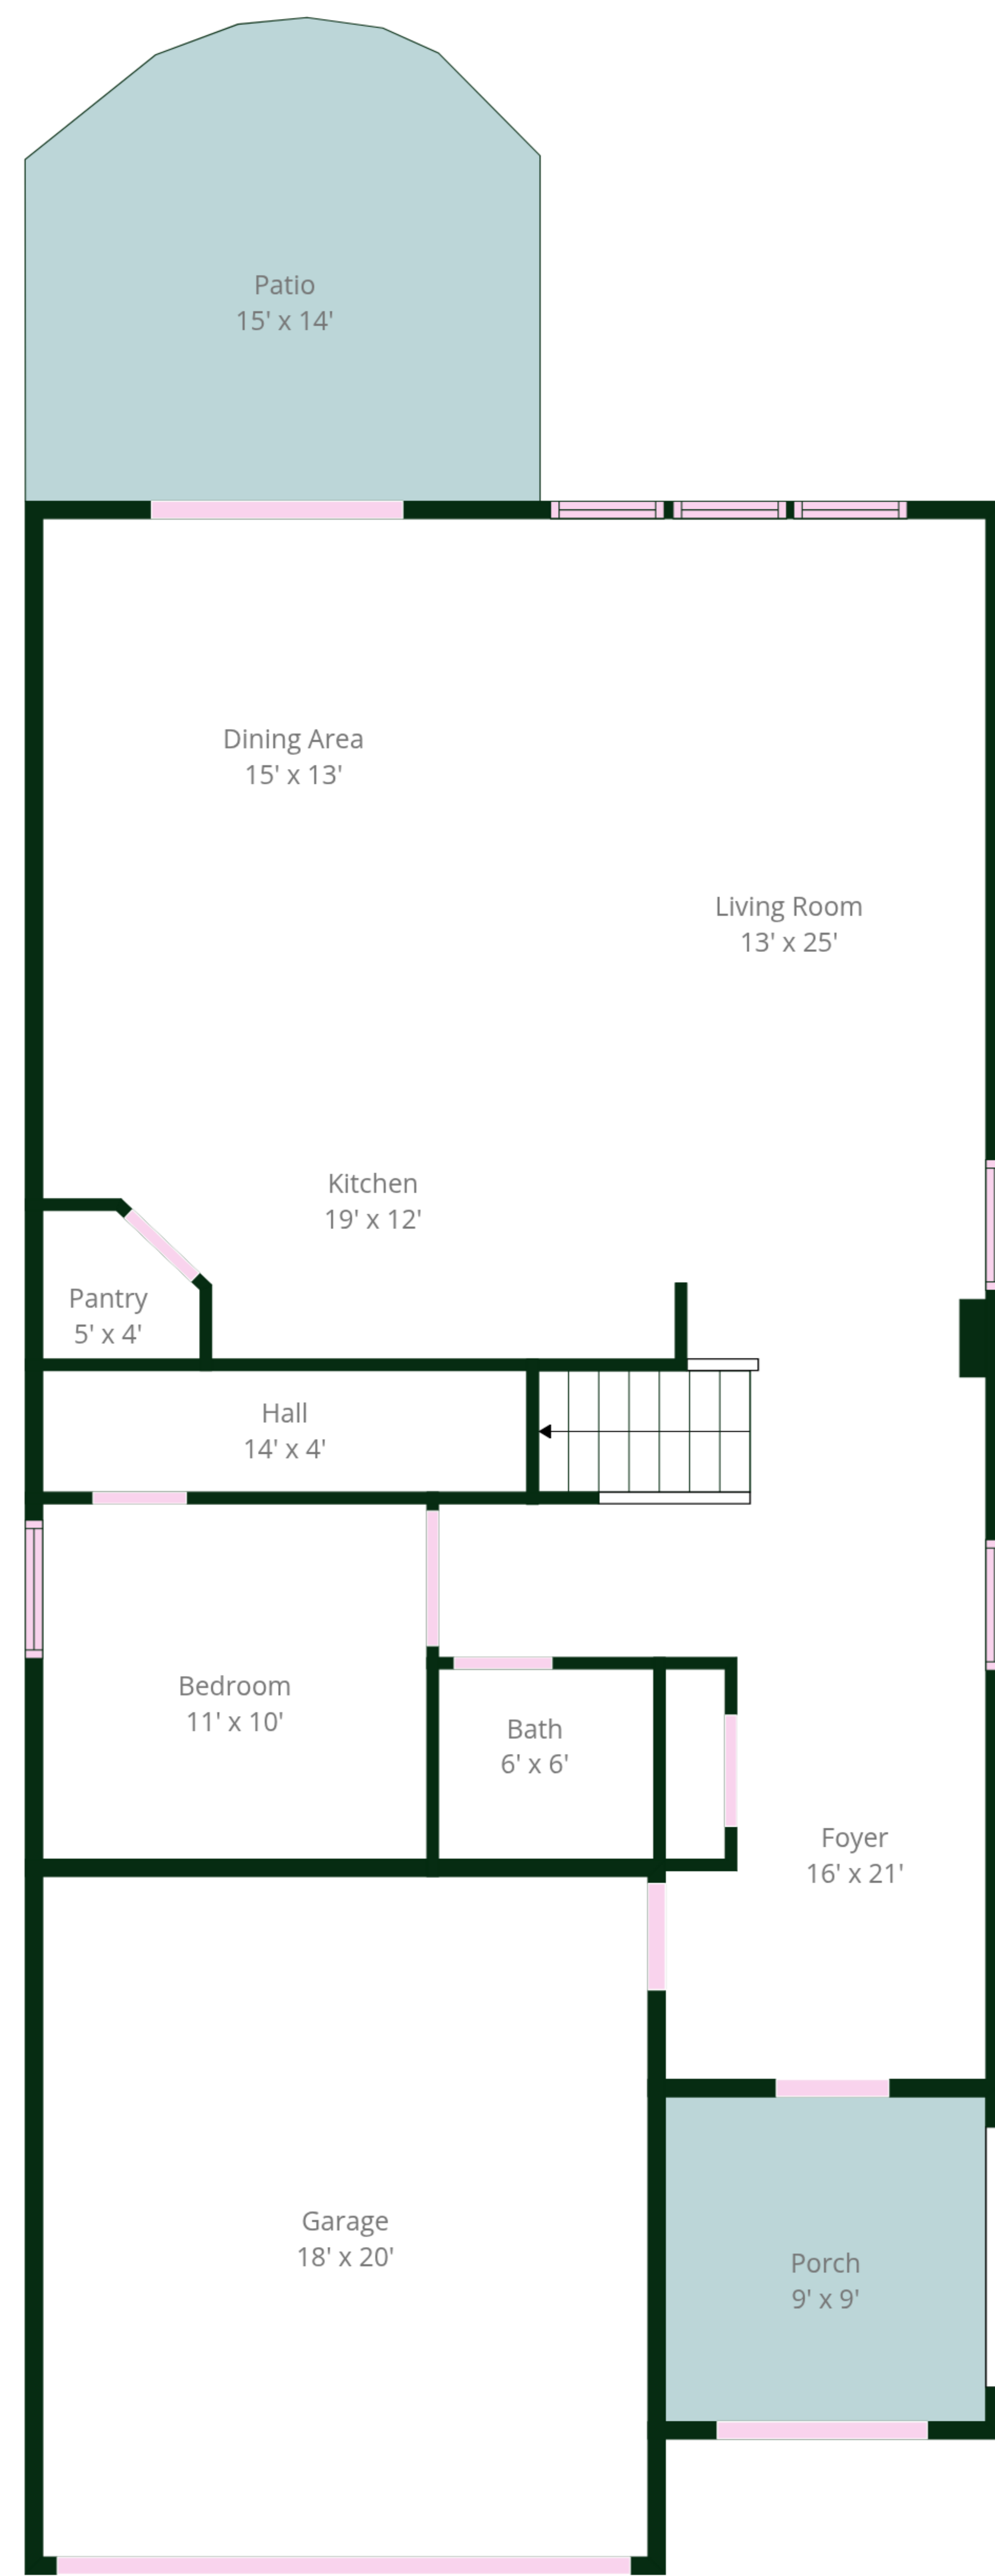 Patio
15' x 14'
Dining Area
15' x 13'
Living Room
13' x 25'
Kitchen
19' x 12'
Pantry
5' x 4'
Hall
14' x 4'
Bedroom
11' x 10'
Bath
6' x 6'
Foyer
16' x 21'
Garage
18' x 20'
Porch
9' x 9'